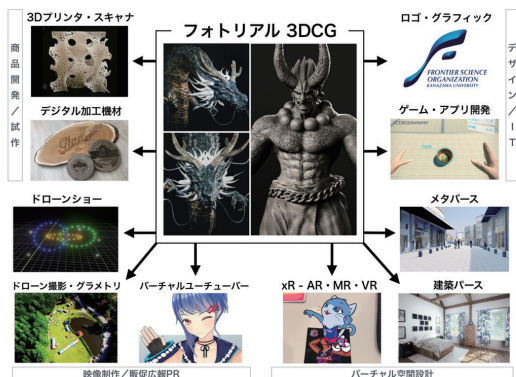 フォトリアル 3DCG
3Dプリンタ・スキャナ
デジタル加工機材
商品開発/試作
ロゴ・グラフィック
FRONTIER SCIENCE
ORGANIZATION
KANAZAWA UNIVERSITY
ゲーム・アプリ開発
デザイン/IT
ドローンショー
メタバース
ドローン撮影・グラメトリ
バーチャルユーチューバー
xR - AR・MR・VR
建築パース
映像制作/販促広報PR
バーチャル空間設計